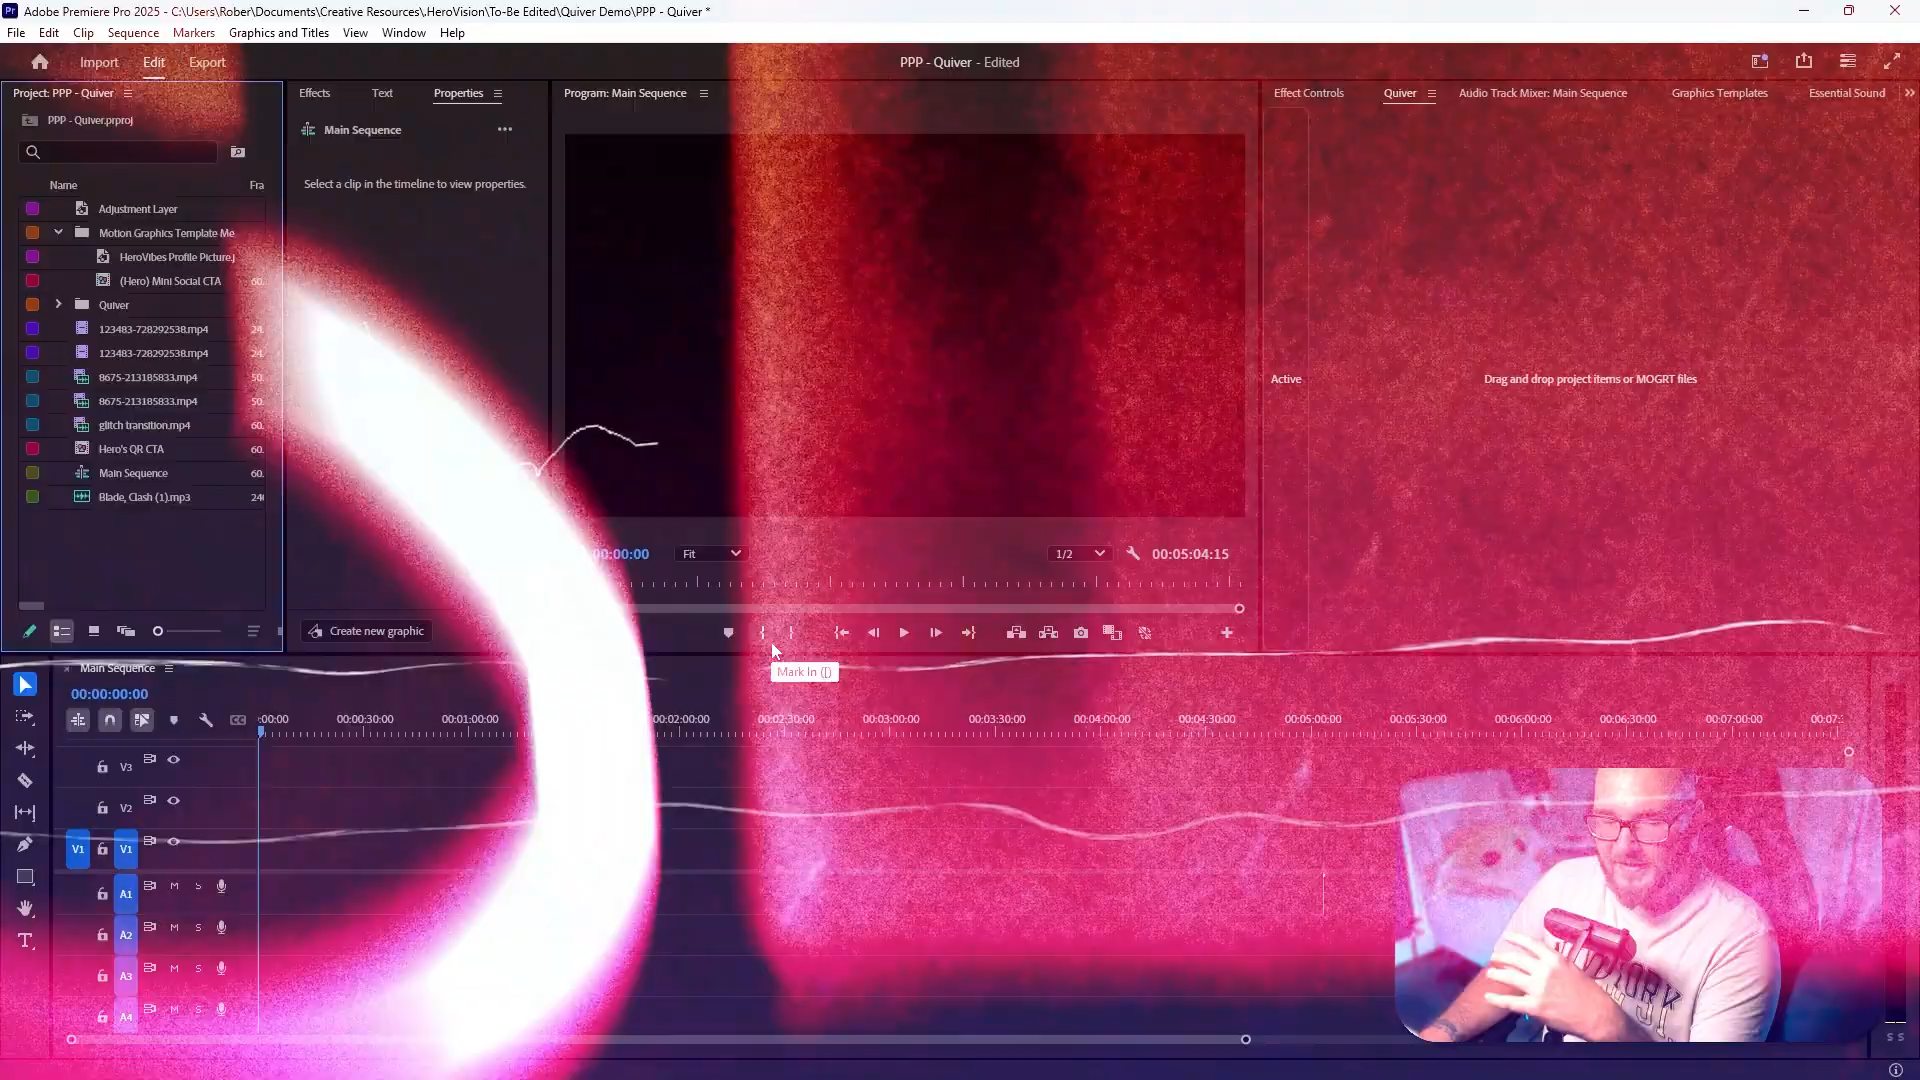 Adobe Premiere Pro 2025 - C:\Users\Rober\Documents\Creative Resources\.HeroVision\To-Be Edited\Quiver Demo\PPP - Quiver *
File Edit Clip Sequence Markers Graphics and Titles View Window Help
Import Edit Export
PPP - Quiver - Edited
Project: PPP - Quiver
Effects Text Properties
Program: Main Sequence
Effect Controls Quiver Audio Track Mixer: Main Sequence Graphics Templates Essential Sound
PPP - Quiver.prproj
Main Sequence
Name Fra
Select a clip in the timeline to view properties.
Adjustment Layer
Motion Graphics Template Me
HeroVibes Profile Picture.j
(Hero) Mini Social CTA 60.
Quiver
123483-728292538.mp4 24.
123483-728292538.mp4 24.
8675-213185833.mp4 50.
8675-213185833.mp4 50.
glitch transition.mp4 60.
Hero's QR CTA 60.
Main Sequence 60.
Blade, Clash (1).mp3 24
Active
Drag and drop project items or MOGRT files
00:00:00 Fit 1/2 00:05:04:15
Create new graphic
Mark In ([)
Main Sequence
00:00:00:00
:00:00 00:00:30:00 00:01:00:00 00:02:00:00 00:02:30:00 00:03:00:00 00:03:30:00 00:04:00:00 00:04:30:00 00:05:00:00 00:05:30:00 00:06:00:00 00:06:30:00 00:07:00:00 00:07:
V3
V2
V1 V1
A1 M S
A2 M S
A3 M S
A4 M S
S S